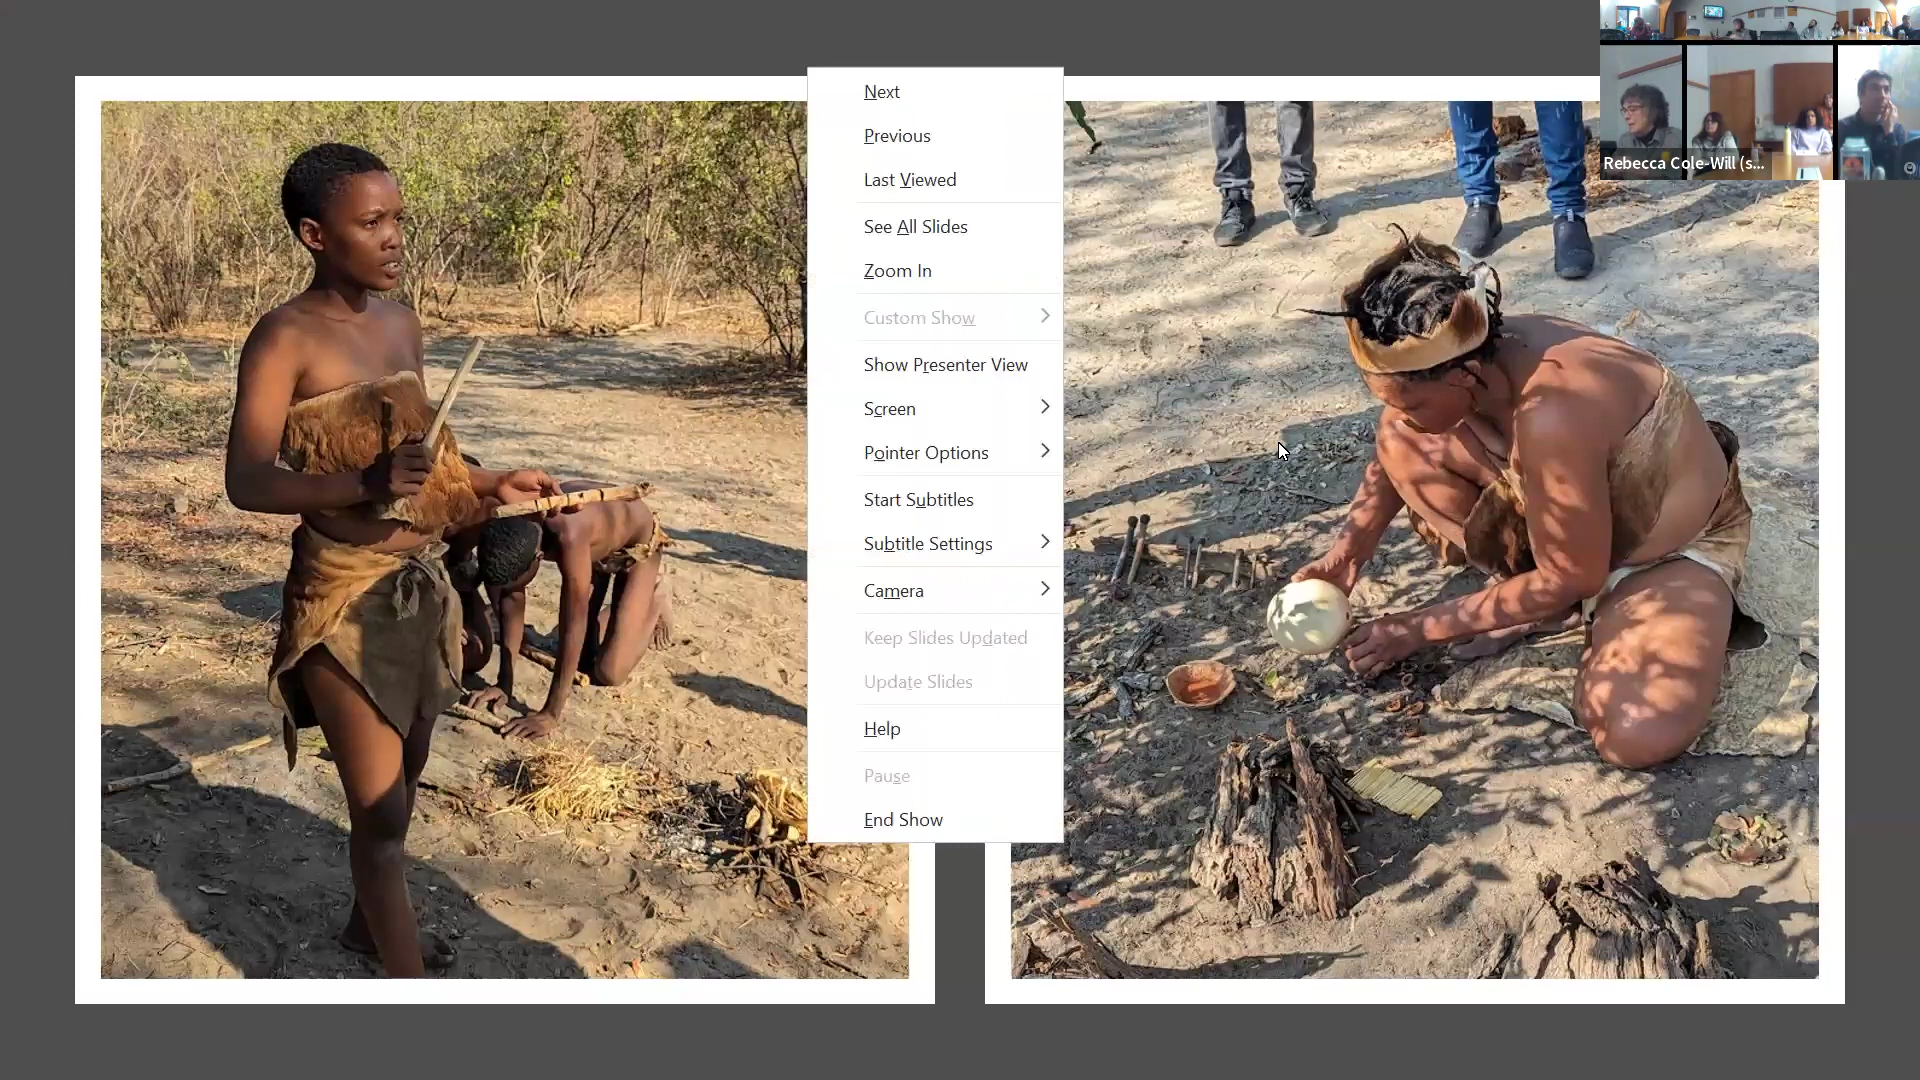 Next
Previous
Last Viewed
See All Slides
Zoom In
Custom Show
Show Presenter View
Screen
Pointer Options
Start Subtitles
Subtitle Settings
Camera
Keep Slides Updated
Update Slides
Help
Pause
End Show
Rebecca Cole-Will (s...